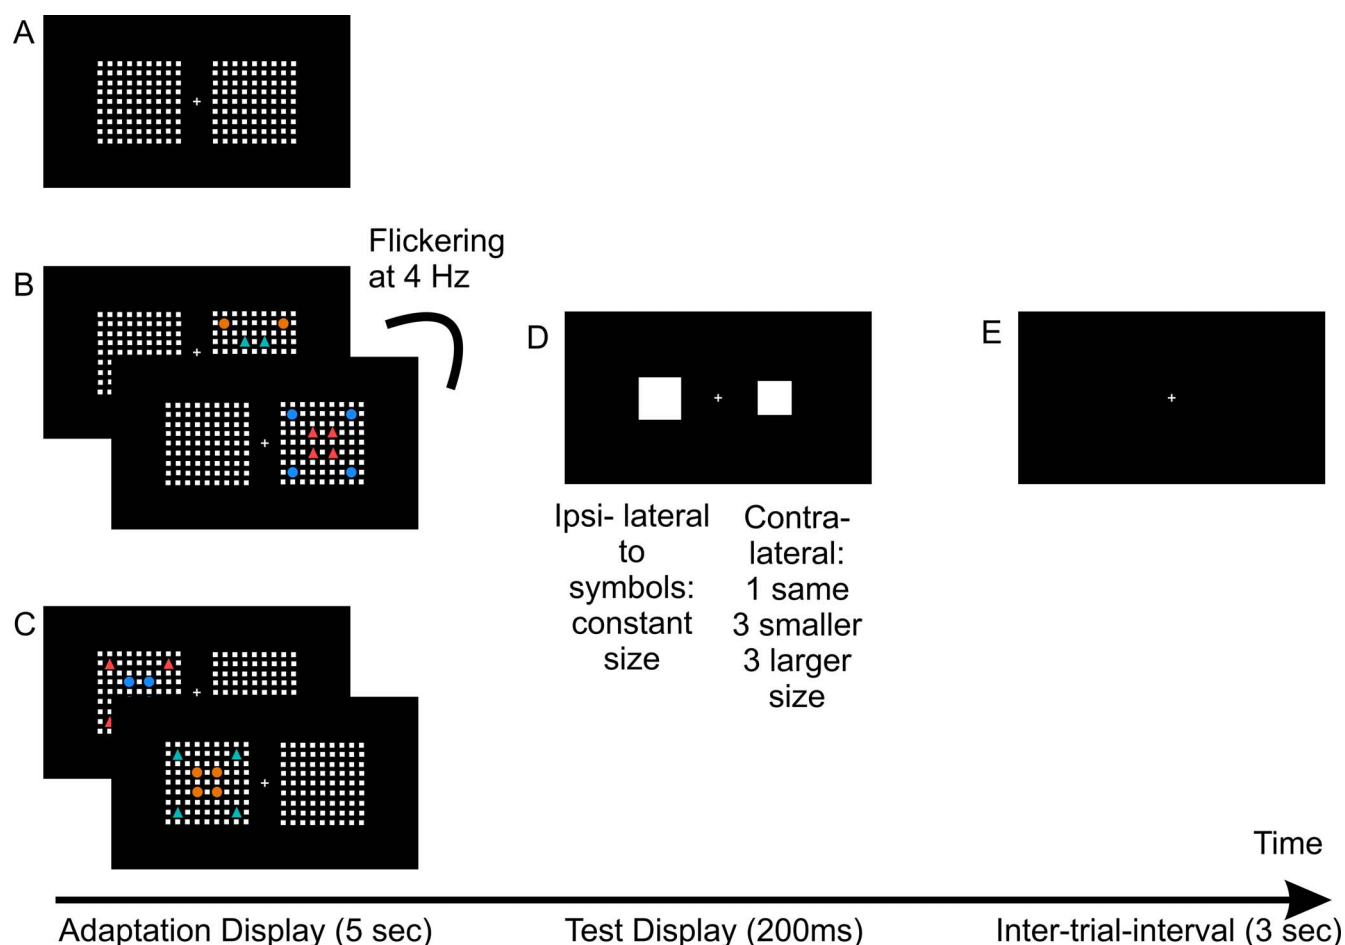 A
B
Flickering
at 4 Hz
D
E
Ipsi- lateral
to
symbols:
constant
size
Contra-
lateral:
1 same
3 smaller
3 larger
size
C
Time
Adaptation Display (5 sec)
Test Display (200ms)
Inter-trial-interval (3 sec)